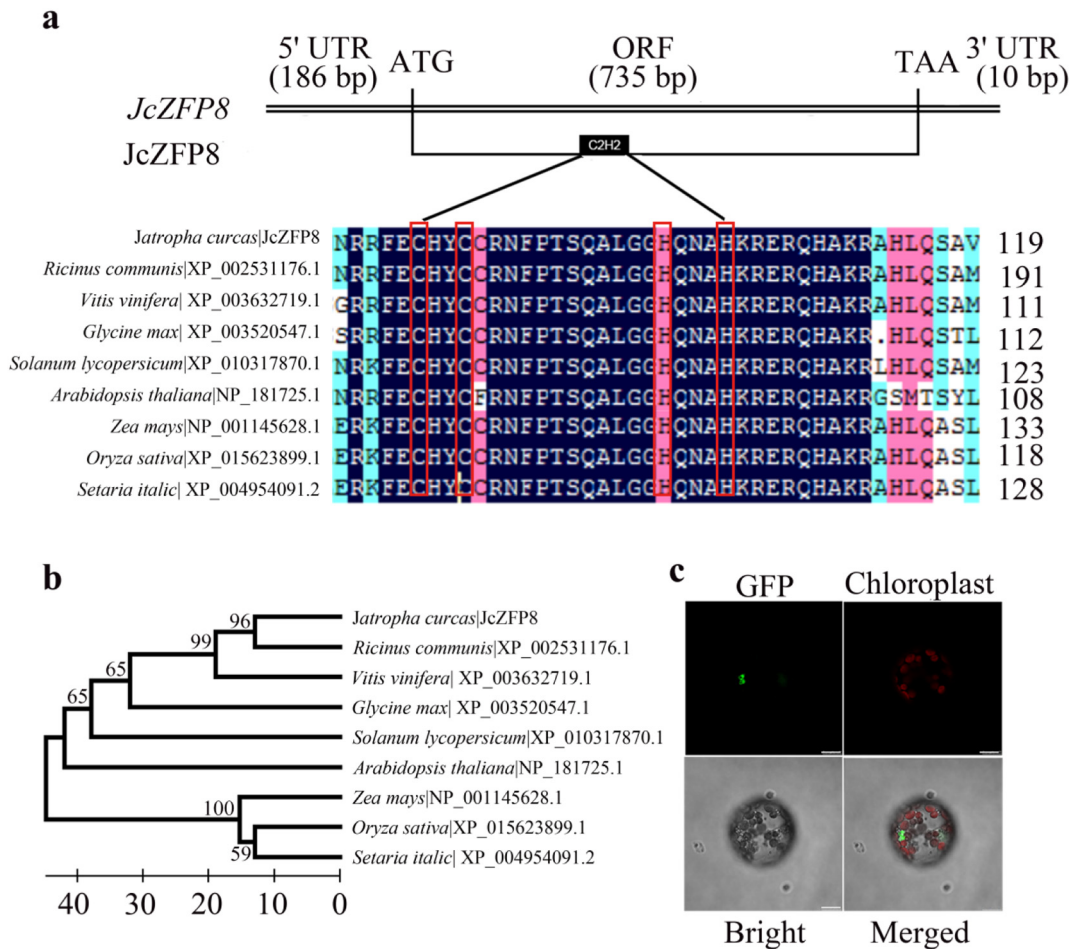 a
5' UTR ATG ORF TAA 3' UTR
(186 bp) (735 bp) (10 bp)
JcZFP8
JcZFP8 C2H2
Jatropha curcas|JcZFP8 NRRFECHYCCRNFPTSQALGGHQNAHKRERQHAKRAHLQSAV 119
Ricinus communis|XP_002531176.1 NRRFECHYCCRNFPTSQALGGHQNAHKRERQHAKRAHLQSAM 191
Vitis vinifera| XP_003632719.1 GRRFECHYCCRNFPTSQALGGHQNAHKRERQHAKRAHLQSAM 111
Glycine max| XP_003520547.1 SRRFECHYCCRNFPTSQALGGHQNAHKRERQHAKR.HLQSTL 112
Solanum lycopersicum|XP_010317870.1 NRKFECHYCCRNFPTSQALGGHQNAHKRERQHAKRLHLQSAM 123
Arabidopsis thaliana|NP_181725.1 NRRFECHYCFRNFPTSQALGGHQNAHKRERQHAKRGSMTSYL 108
Zea mays|NP_001145628.1 ERKFECHYCCRNFPTSQALGGHQNAHKRERQHAKRAHLQASL 133
Oryza sativa|XP_015623899.1 ERKFECHYCCRNFPTSQALGGHQNAHKRERQHAKRAHLQASL 118
Setaria italic| XP_004954091.2 ERKFECHYCCRNFPTSQALGGHQNAHKRERQHAKRAHLQASL 128
b
96 Jatropha curcas|JcZFP8
99 Ricinus communis|XP_002531176.1
65 Vitis vinifera| XP_003632719.1
65 Glycine max| XP_003520547.1
Solanum lycopersicum|XP_010317870.1
Arabidopsis thaliana|NP_181725.1
100 Zea mays|NP_001145628.1
Oryza sativa|XP_015623899.1
59 Setaria italic| XP_004954091.2
40 30 20 10 0
c
GFP Chloroplast
Bright Merged